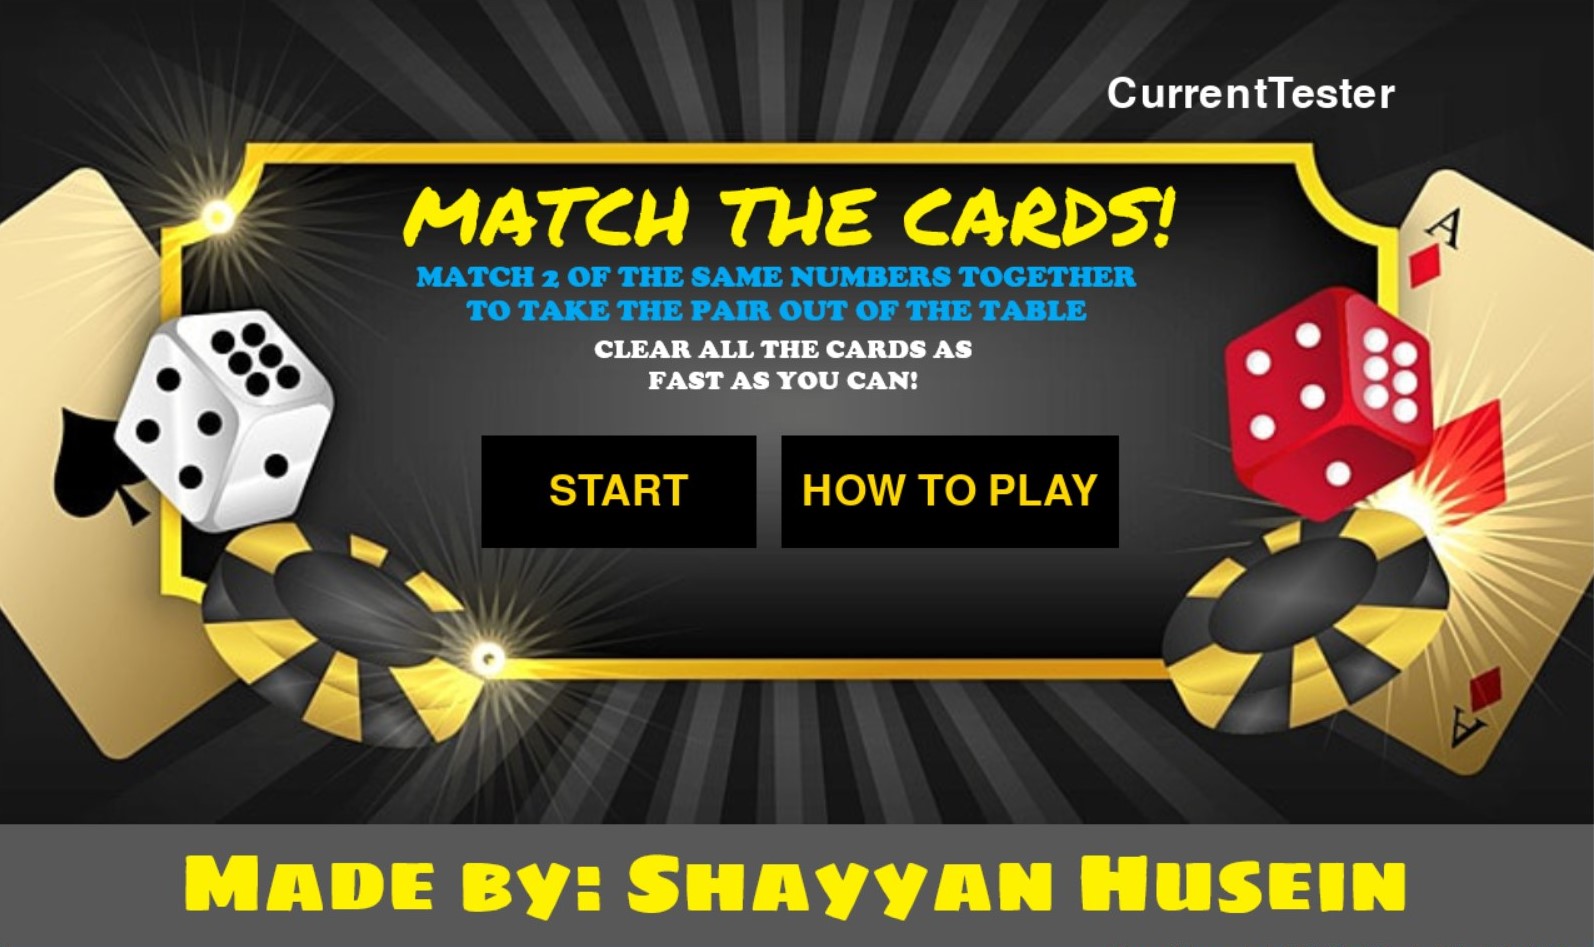 CurrentTester
MATCH THE CARDS!
MATCH 2 OF THE SAME NUMBERS TOGETHER
TO TAKE THE PAIR OUT OF THE TABLE
CLEAR ALL THE CARDS AS
FAST AS YOU CAN!
START
HOW TO PLAY
A
A
MADE BY: SHAYYAN HUSEIN